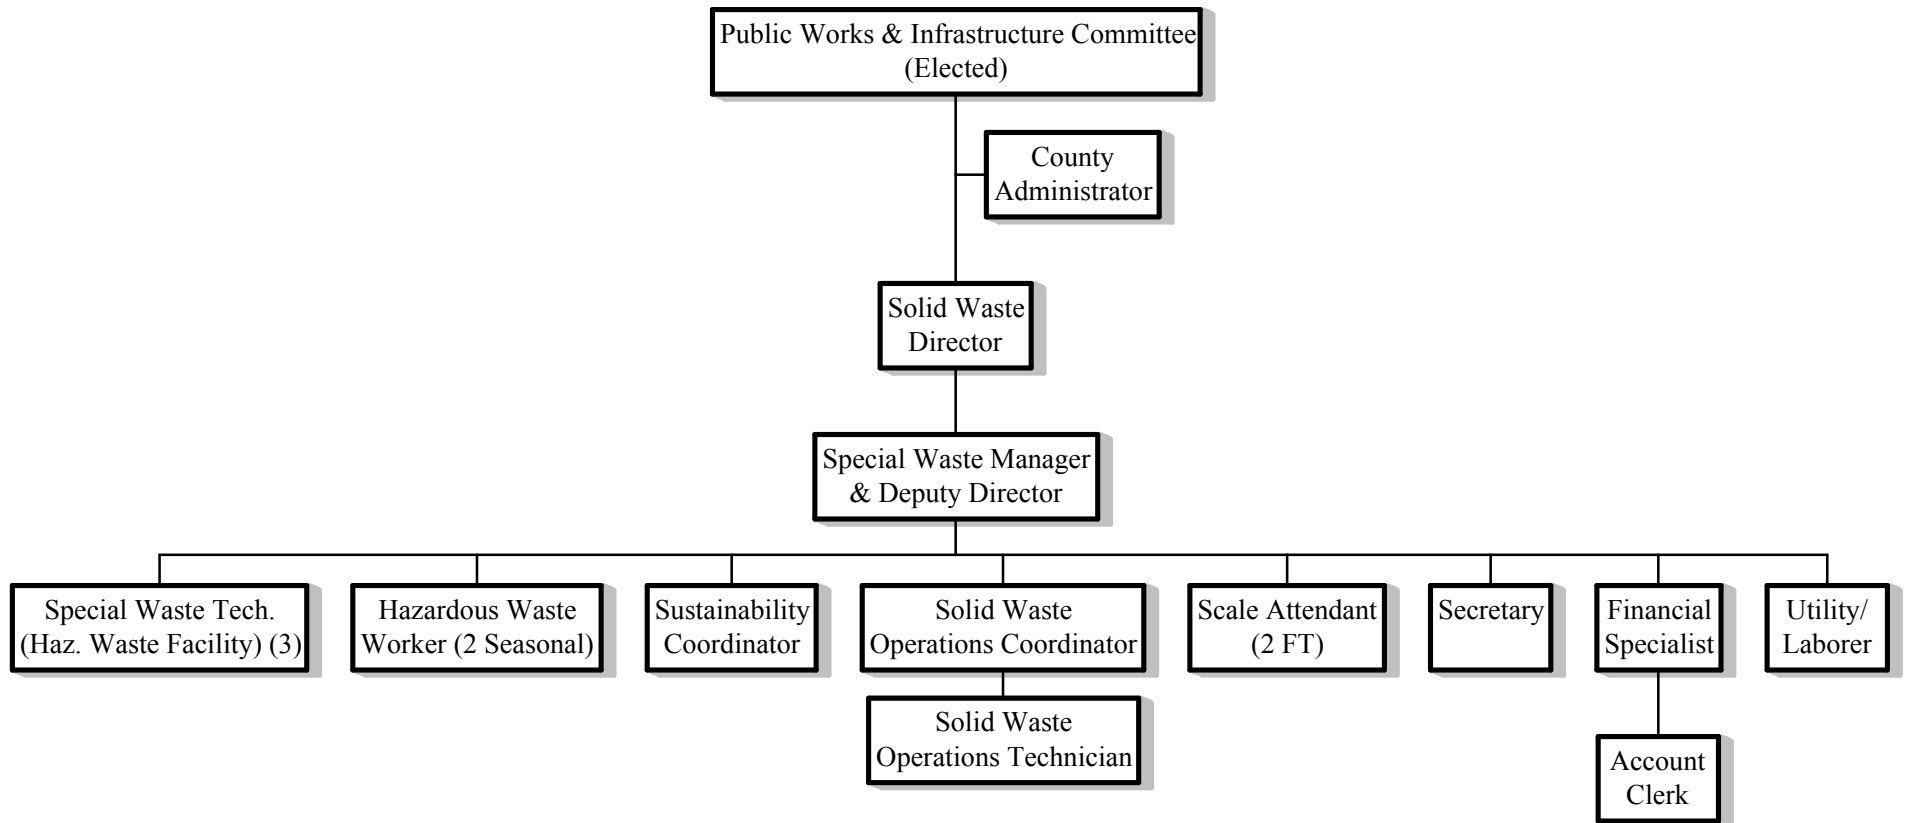 Public Works & Infrastructure Committee
(Elected)
County
Administrator
Solid Waste
Director
Special Waste Manager
& Deputy Director
Special Waste Tech.
(Haz. Waste Facility) (3)
Hazardous Waste
Worker (2 Seasonal)
Sustainability
Coordinator
Solid Waste
Operations Coordinator
Scale Attendant
(2 FT)
Secretary
Financial
Specialist
Utility/
Laborer
Solid Waste
Operations Technician
Account
Clerk